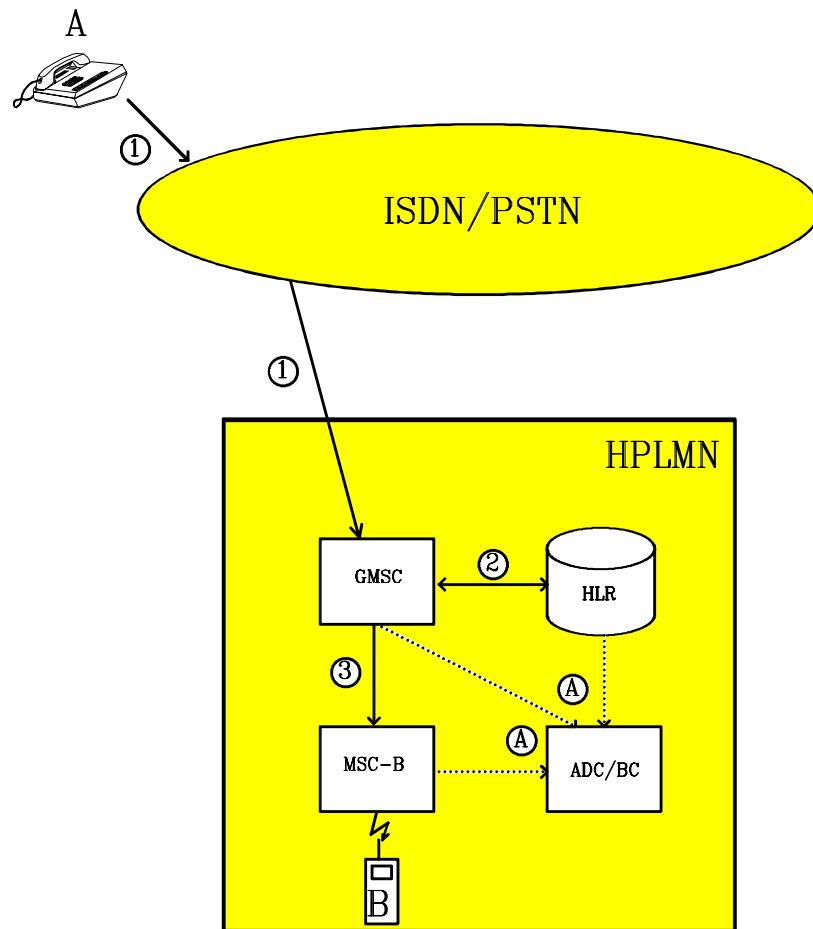 A
①
ISDN/PSTN
①
HPLMN
GMSC
②
HLR
③
Ⓐ
Ⓐ
MSC-B
ADC/BC
B